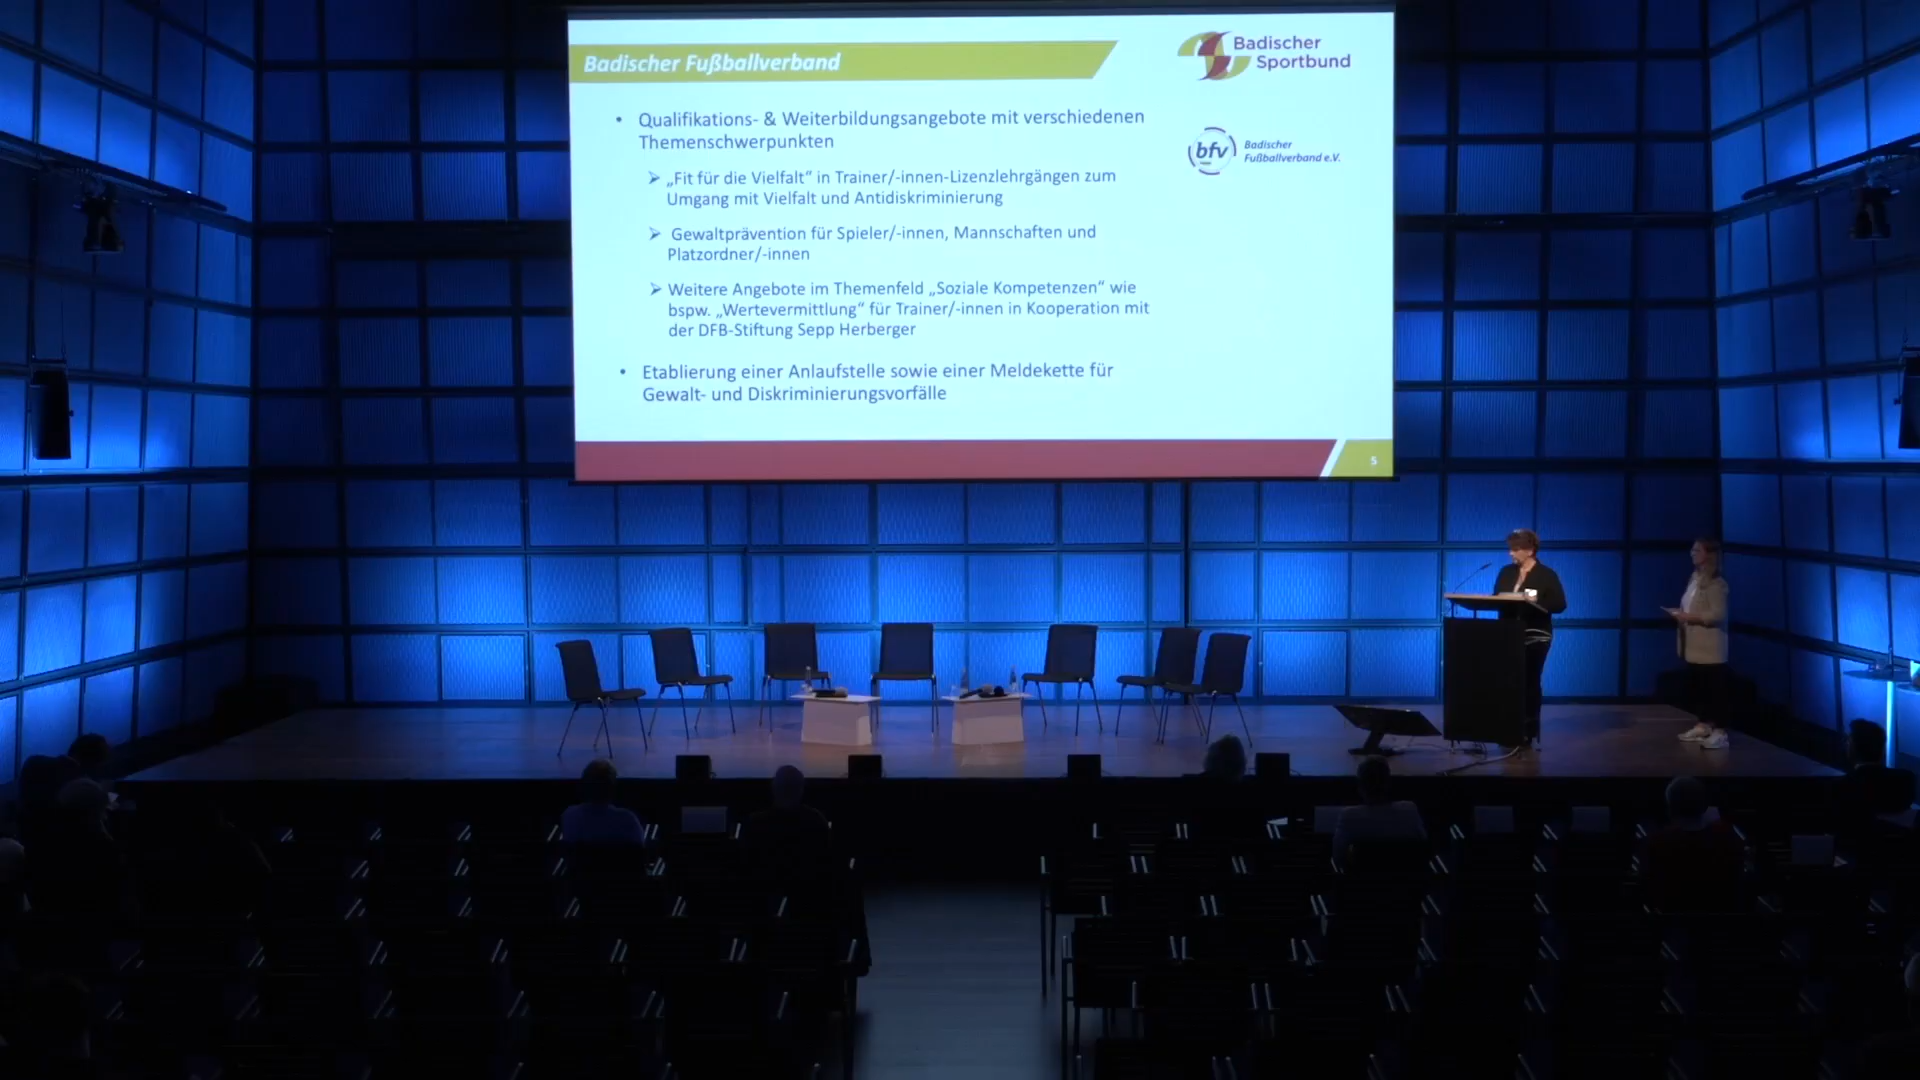 Badischer Fußballverband
Badischer
Sportbund
• Qualifikations- & Weiterbildungsangebote mit verschiedenen
Themenschwerpunkten
bfv
Badischer
Fußballverband e.V.
➢ „Fit für die Vielfalt“ in Trainer/-innen-Lizenzlehrgängen zum
Umgang mit Vielfalt und Antidiskriminierung
➢ Gewaltprävention für Spieler/-innen, Mannschaften und
Platzordner/-innen
➢ Weitere Angebote im Themenfeld „Soziale Kompetenzen“ wie
bspw. „Wertevermittlung“ für Trainer/-innen in Kooperation mit
der DFB-Stiftung Sepp Herberger
• Etablierung einer Anlaufstelle sowie einer Meldekette für
Gewalt- und Diskriminierungsvorfälle
5